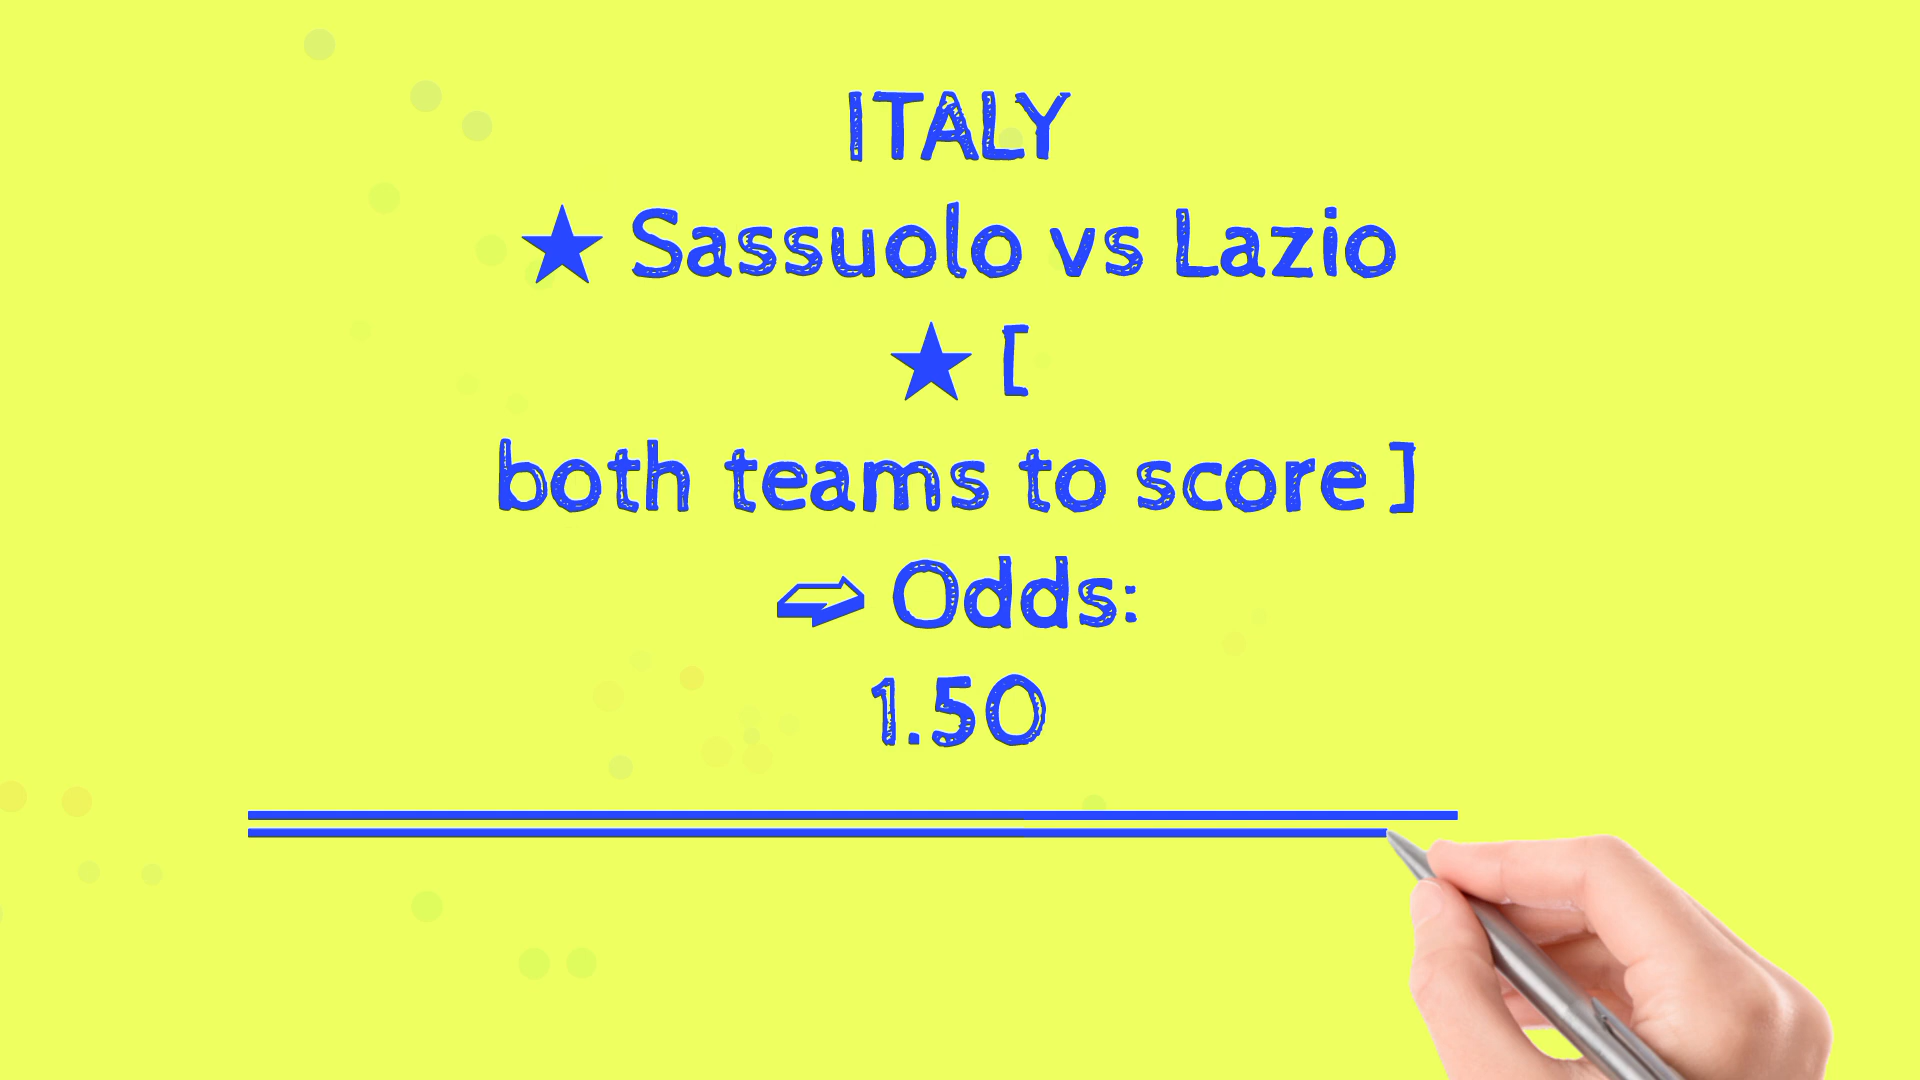 ITALY
★ Sassuolo vs Lazio
★ [
both teams to score ]
➫ Odds:
1.50